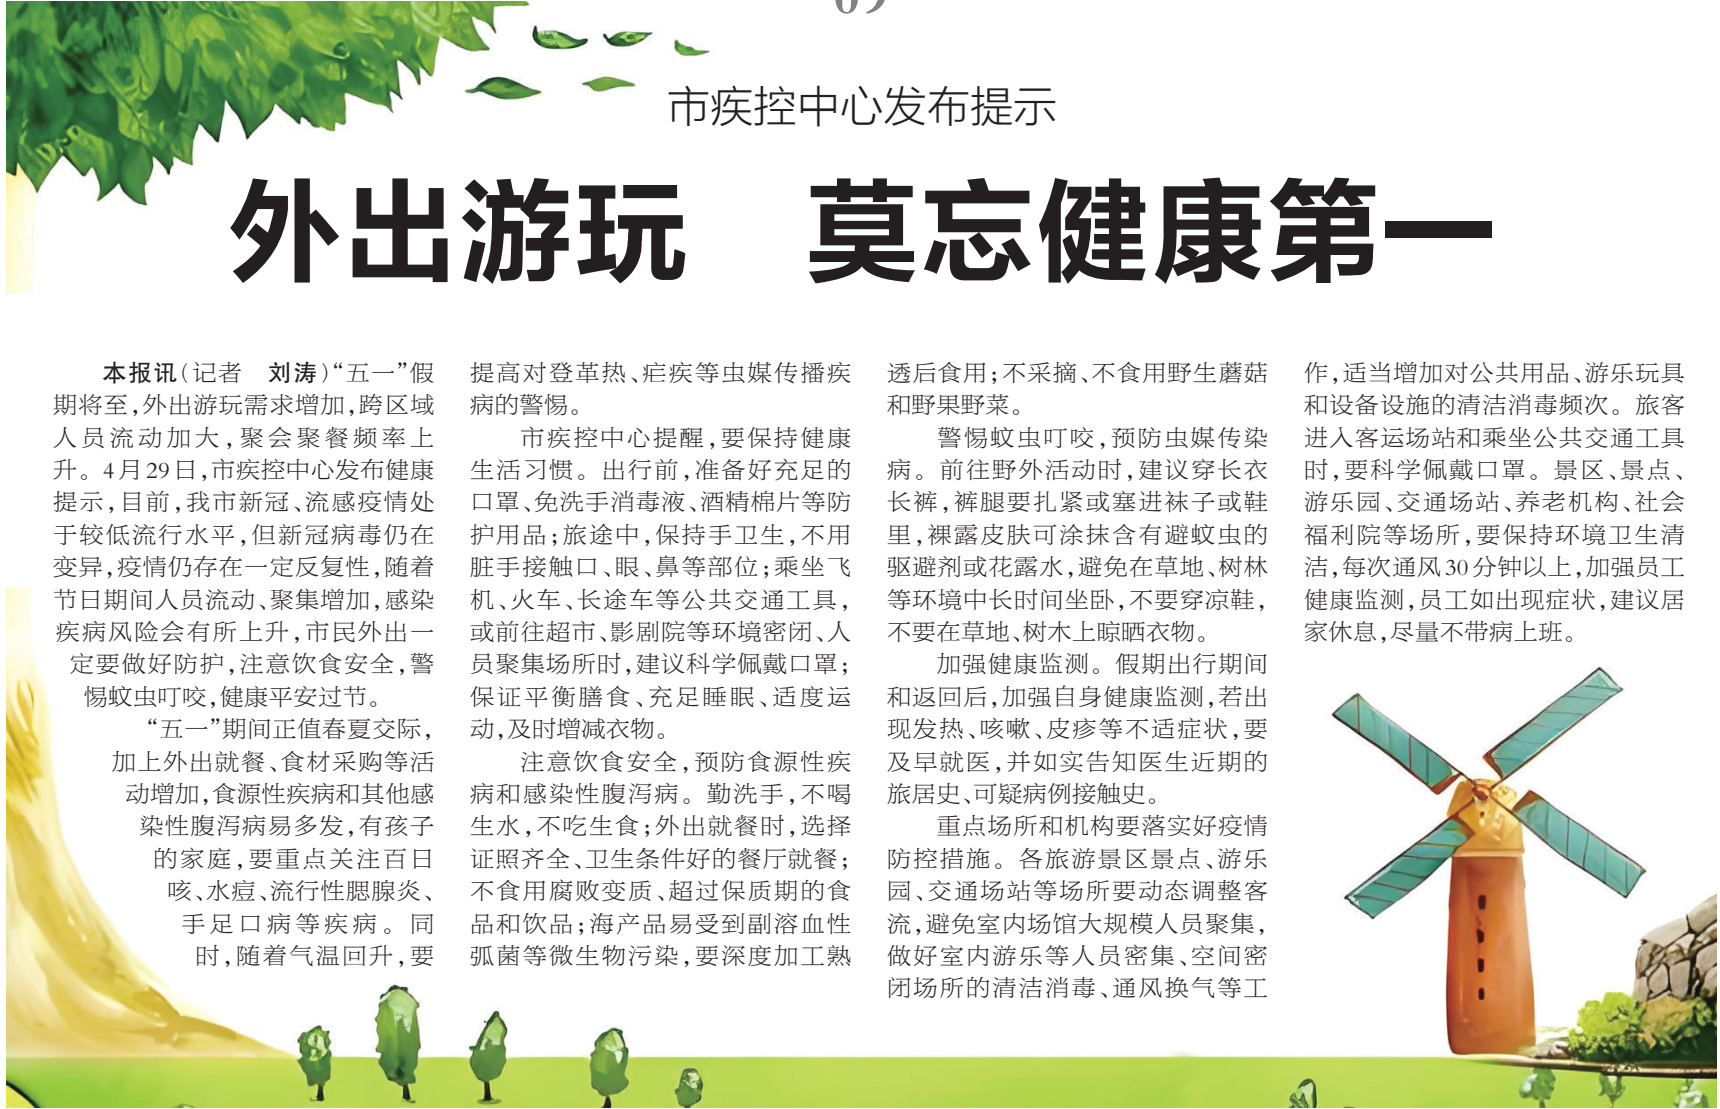 市疾控中心发布提示
外出游玩　莫忘健康第一
本报讯(记者　刘涛)“五一”假
期将至,外出游玩需求增加,跨区域
人员流动加大,聚会聚餐频率上
升。4月29日,市疾控中心发布健康
提示,目前,我市新冠、流感疫情处
于较低流行水平,但新冠病毒仍在
变异,疫情仍存在一定反复性,随着
节日期间人员流动、聚集增加,感染
疾病风险会有所上升,市民外出一
定要做好防护,注意饮食安全,警
惕蚊虫叮咬,健康平安过节。
“五一”期间正值春夏交际,
加上外出就餐、食材采购等活
动增加,食源性疾病和其他感
染性腹泻病易多发,有孩子
的家庭,要重点关注百日
咳、水痘、流行性腮腺炎、
手足口病等疾病。同
时,随着气温回升,要
提高对登革热、疟疾等虫媒传播疾
病的警惕。
市疾控中心提醒,要保持健康
生活习惯。出行前,准备好充足的
口罩、免洗手消毒液、酒精棉片等防
护用品;旅途中,保持手卫生,不用
脏手接触口、眼、鼻等部位;乘坐飞
机、火车、长途车等公共交通工具,
或前往超市、影剧院等环境密闭、人
员聚集场所时,建议科学佩戴口罩;
保证平衡膳食、充足睡眠、适度运
动,及时增减衣物。
注意饮食安全,预防食源性疾
病和感染性腹泻病。勤洗手,不喝
生水,不吃生食;外出就餐时,选择
证照齐全、卫生条件好的餐厅就餐;
不食用腐败变质、超过保质期的食
品和饮品;海产品易受到副溶血性
弧菌等微生物污染,要深度加工熟
透后食用;不采摘、不食用野生蘑菇
和野果野菜。
警惕蚊虫叮咬,预防虫媒传染
病。前往野外活动时,建议穿长衣
长裤,裤腿要扎紧或塞进袜子或鞋
里,裸露皮肤可涂抹含有避蚊虫的
驱避剂或花露水,避免在草地、树林
等环境中长时间坐卧,不要穿凉鞋,
不要在草地、树木上晾晒衣物。
加强健康监测。假期出行期间
和返回后,加强自身健康监测,若出
现发热、咳嗽、皮疹等不适症状,要
及早就医,并如实告知医生近期的
旅居史、可疑病例接触史。
重点场所和机构要落实好疫情
防控措施。各旅游景区景点、游乐
园、交通场站等场所要动态调整客
流,避免室内场馆大规模人员聚集,
做好室内游乐等人员密集、空间密
闭场所的清洁消毒、通风换气等工
作,适当增加对公共用品、游乐玩具
和设备设施的清洁消毒频次。旅客
进入客运场站和乘坐公共交通工具
时,要科学佩戴口罩。景区、景点、
游乐园、交通场站、养老机构、社会
福利院等场所,要保持环境卫生清
洁,每次通风30分钟以上,加强员工
健康监测,员工如出现症状,建议居
家休息,尽量不带病上班。